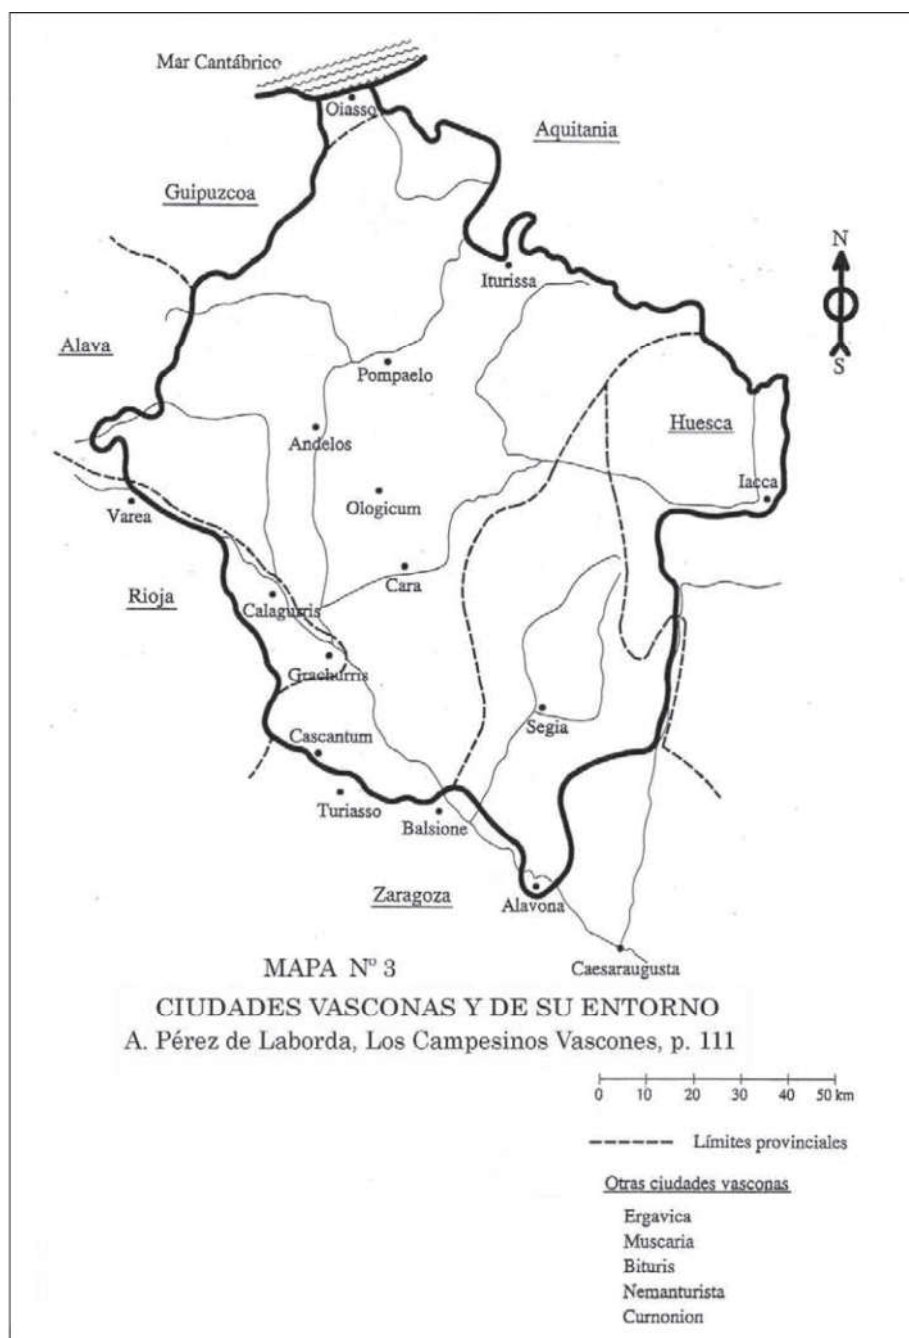 Mar Cantábrico
Oiasso
Aquitania
Guipuzcoa
N
Iturissa
S
Alava
Pompaelo
Huesca
Andelos
Iacca
Ologicum
Varea
Cara
Rioja
Calagurris
Grachurris
Segia
Cascantum
Turiasso
Balsione
Zaragoza
Alavona
Caesaraugusta
MAPA Nº 3
CIUDADES VASCONAS Y DE SU ENTORNO
A. Pérez de Laborda, Los Campesinos Vascones, p. 111
0 10 20 30 40 50 km
Límites provinciales
Otras ciudades vasconas
Ergavica
Muscaria
Bituris
Nemanturista
Curnonion